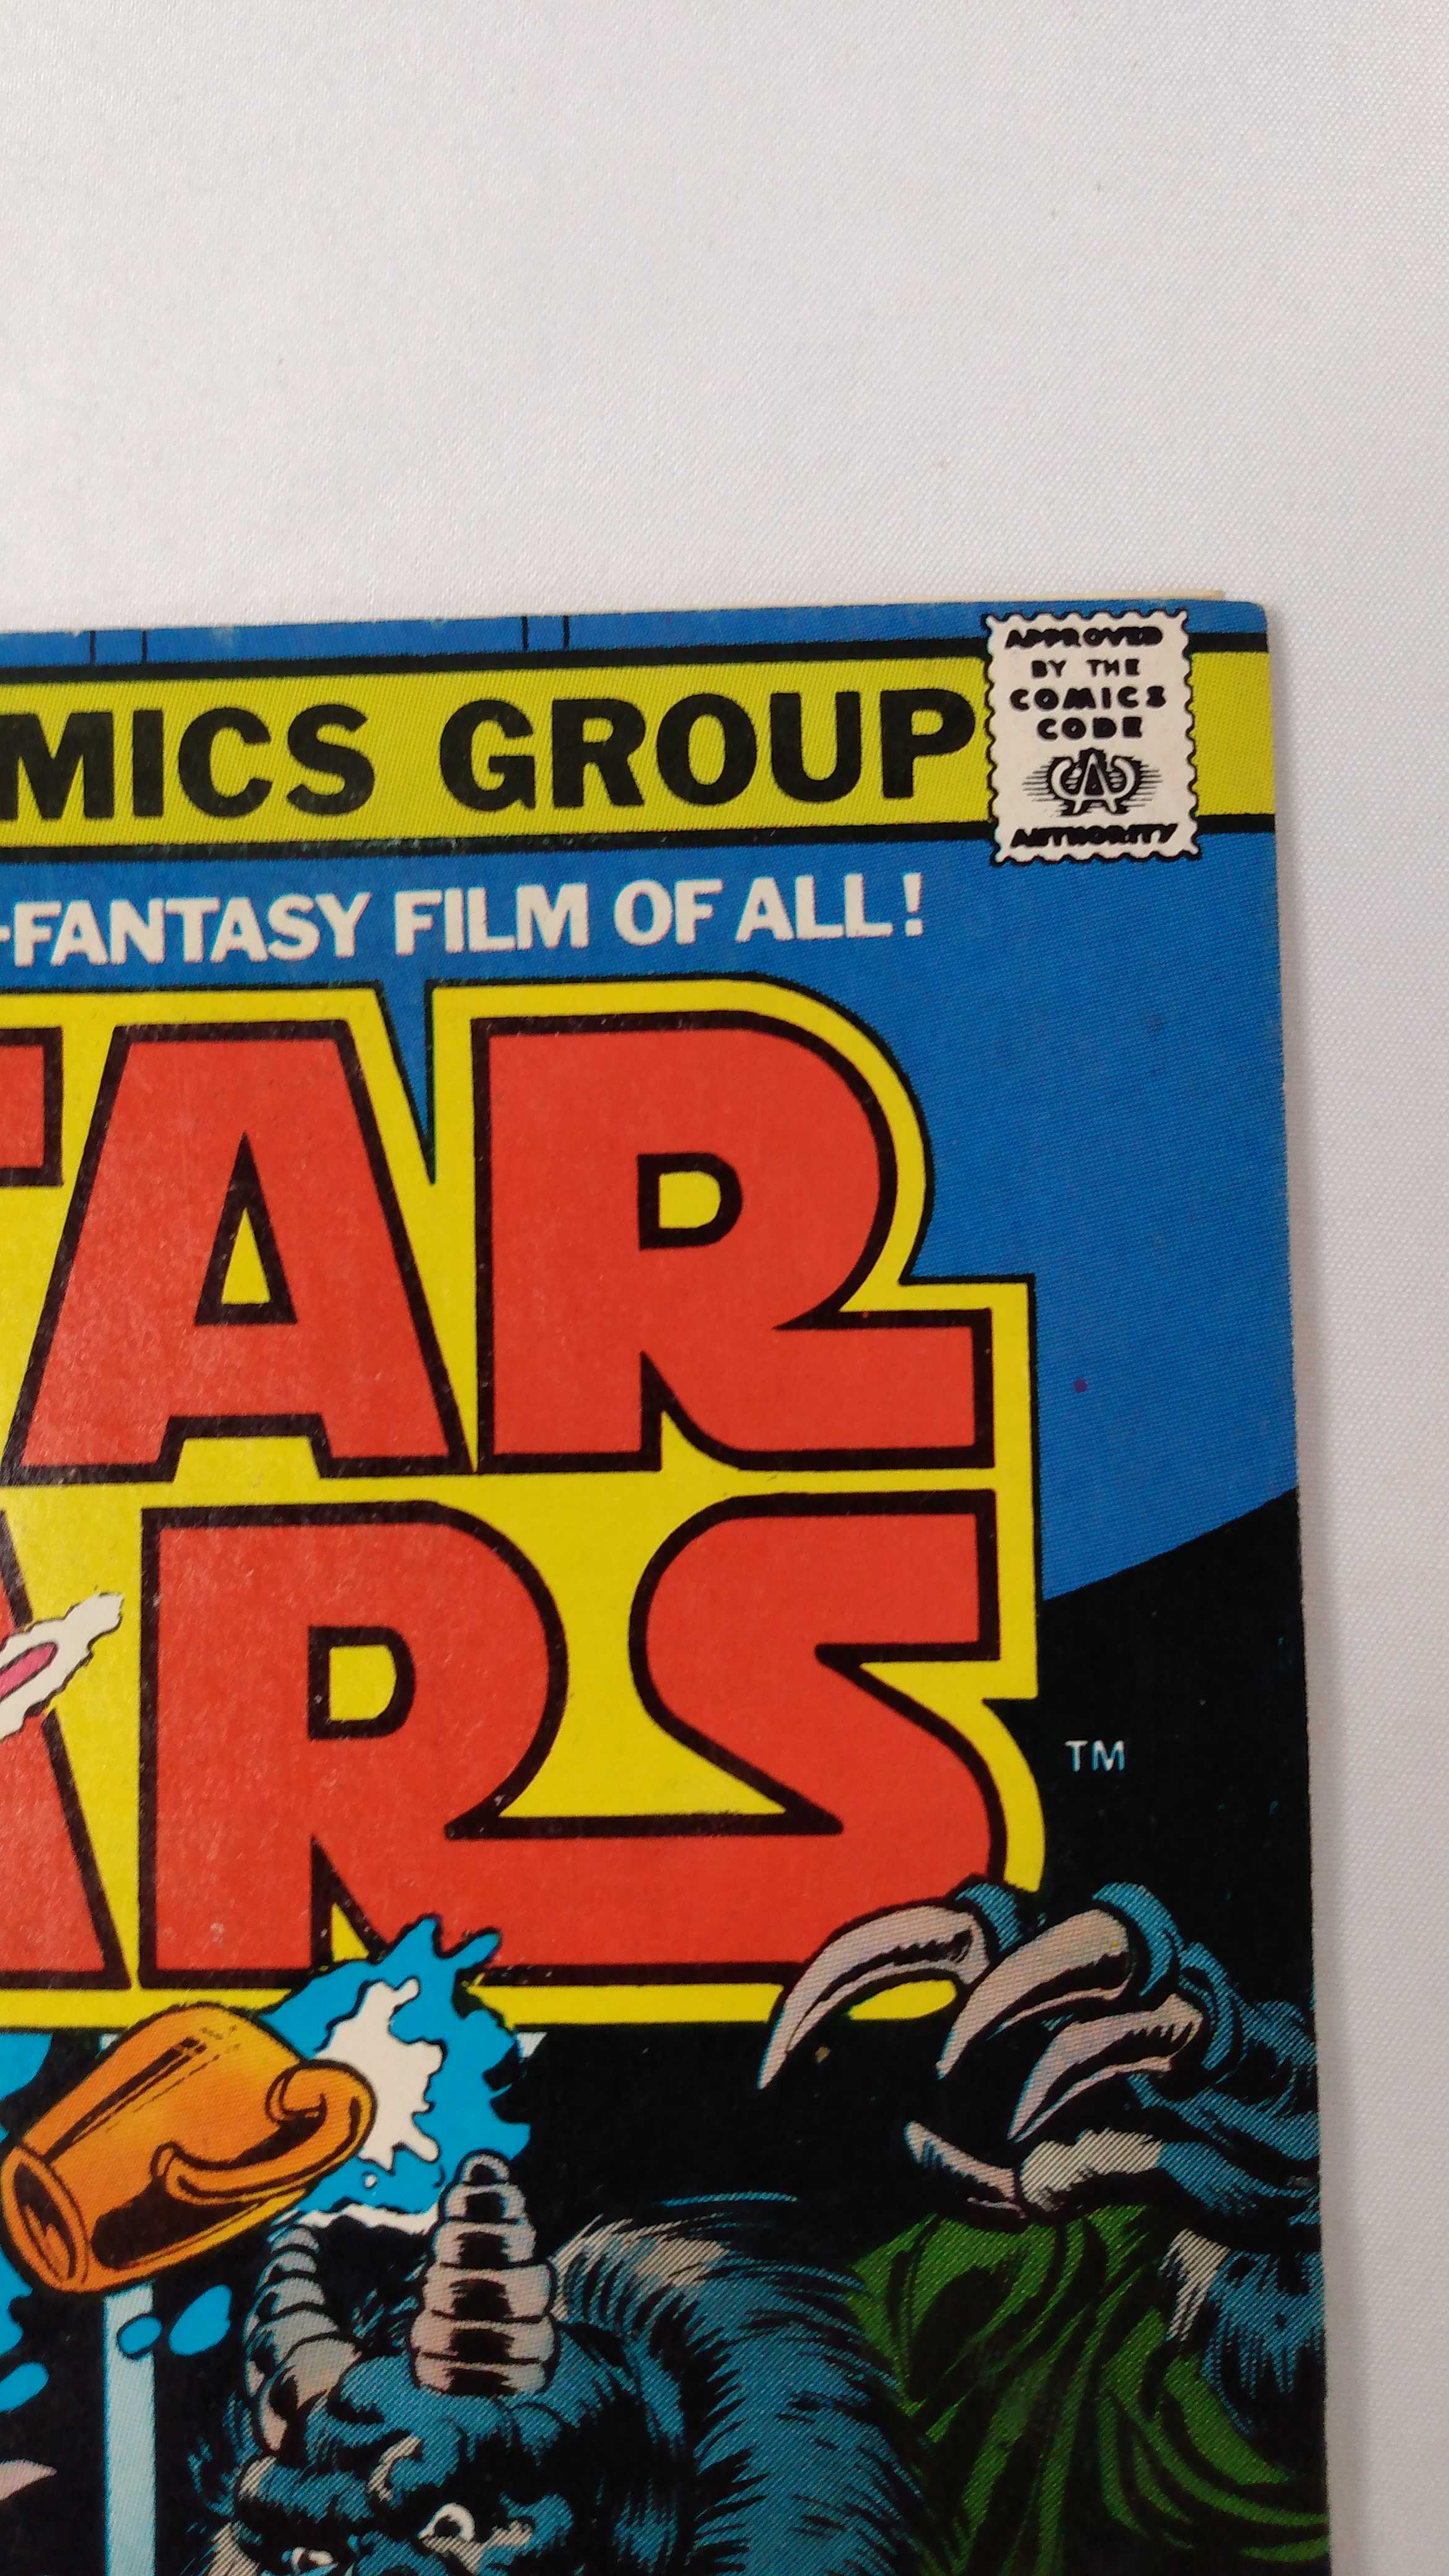 MICS GROUP
APPROVED
BY THE
COMICS
CODE
A
AUTHORITY
-FANTASY FILM OF ALL!
TAR
ARS
TM